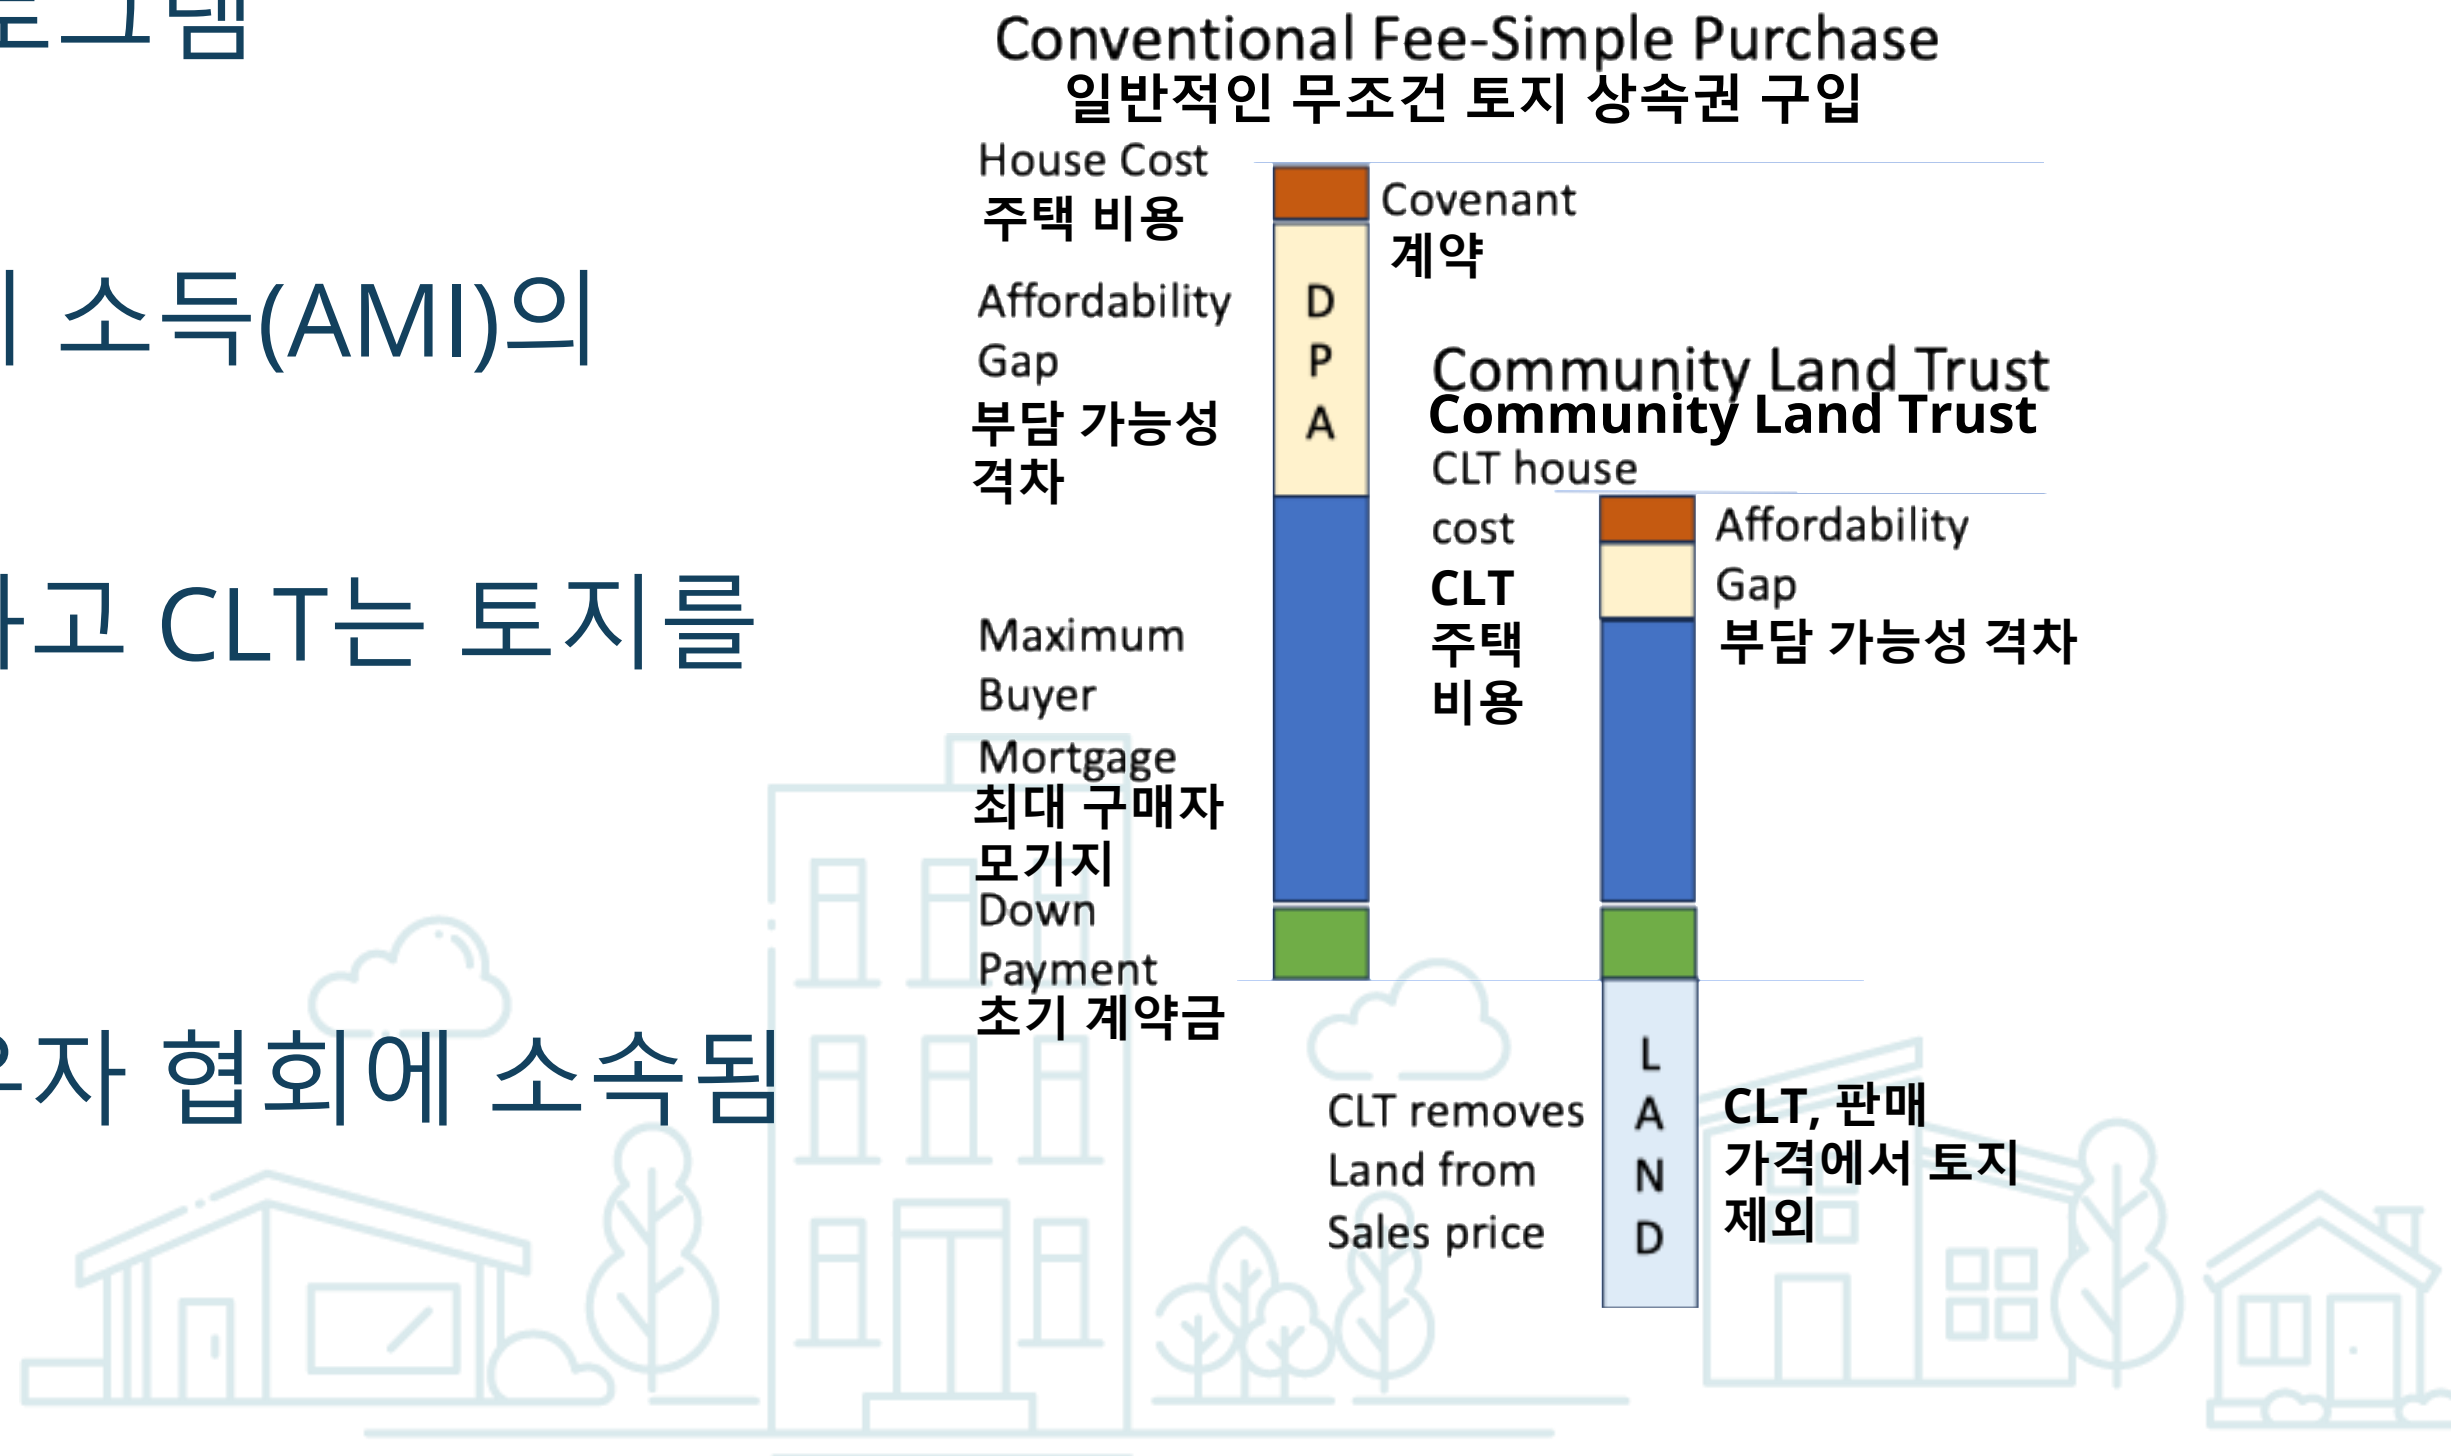 로그램
소득(AMI)의
하고 CLT는 토지를
유자 협회에 소속됨
Conventional Fee-Simple Purchase
일반적인 무조건 토지 상속권 구입
House Cost
주택 비용
Covenant
계약
Affordability
Gap
부담 가능성
격차
D
P
A
Maximum
Buyer
Mortgage
최대 구매자
모기지
Down
Payment
초기 계약금
Community Land Trust
Community Land Trust
CLT house
cost
CLT
주택
비용
Affordability
Gap
부담 가능성 격차
CLT removes
Land from
Sales price
L
A
N
D
CLT, 판매
가격에서 토지
제외